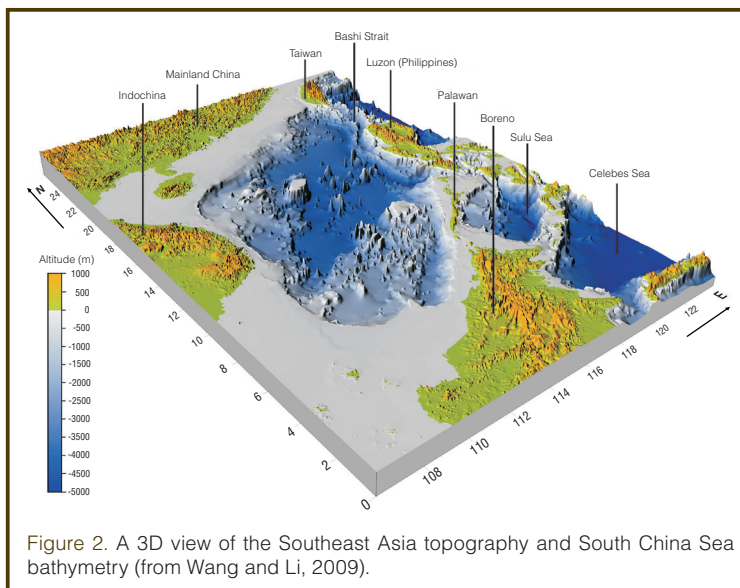 Bashi Strait
Taiwan
Luzon (Philippines)
Mainland China
Palawan
Indochina
Boreno
Sulu Sea
Celebes Sea
N
24
22
20
18
16
14
12
10
8
6
4
2
0
108
110
112
114
116
118
120
122
E
Altitude (m)
1000
500
0
-500
-1000
-1500
-2000
-2500
-3000
-3500
-4000
-4500
-5000
Figure 2. A 3D view of the Southeast Asia topography and South China Sea
bathymetry (from Wang and Li, 2009).